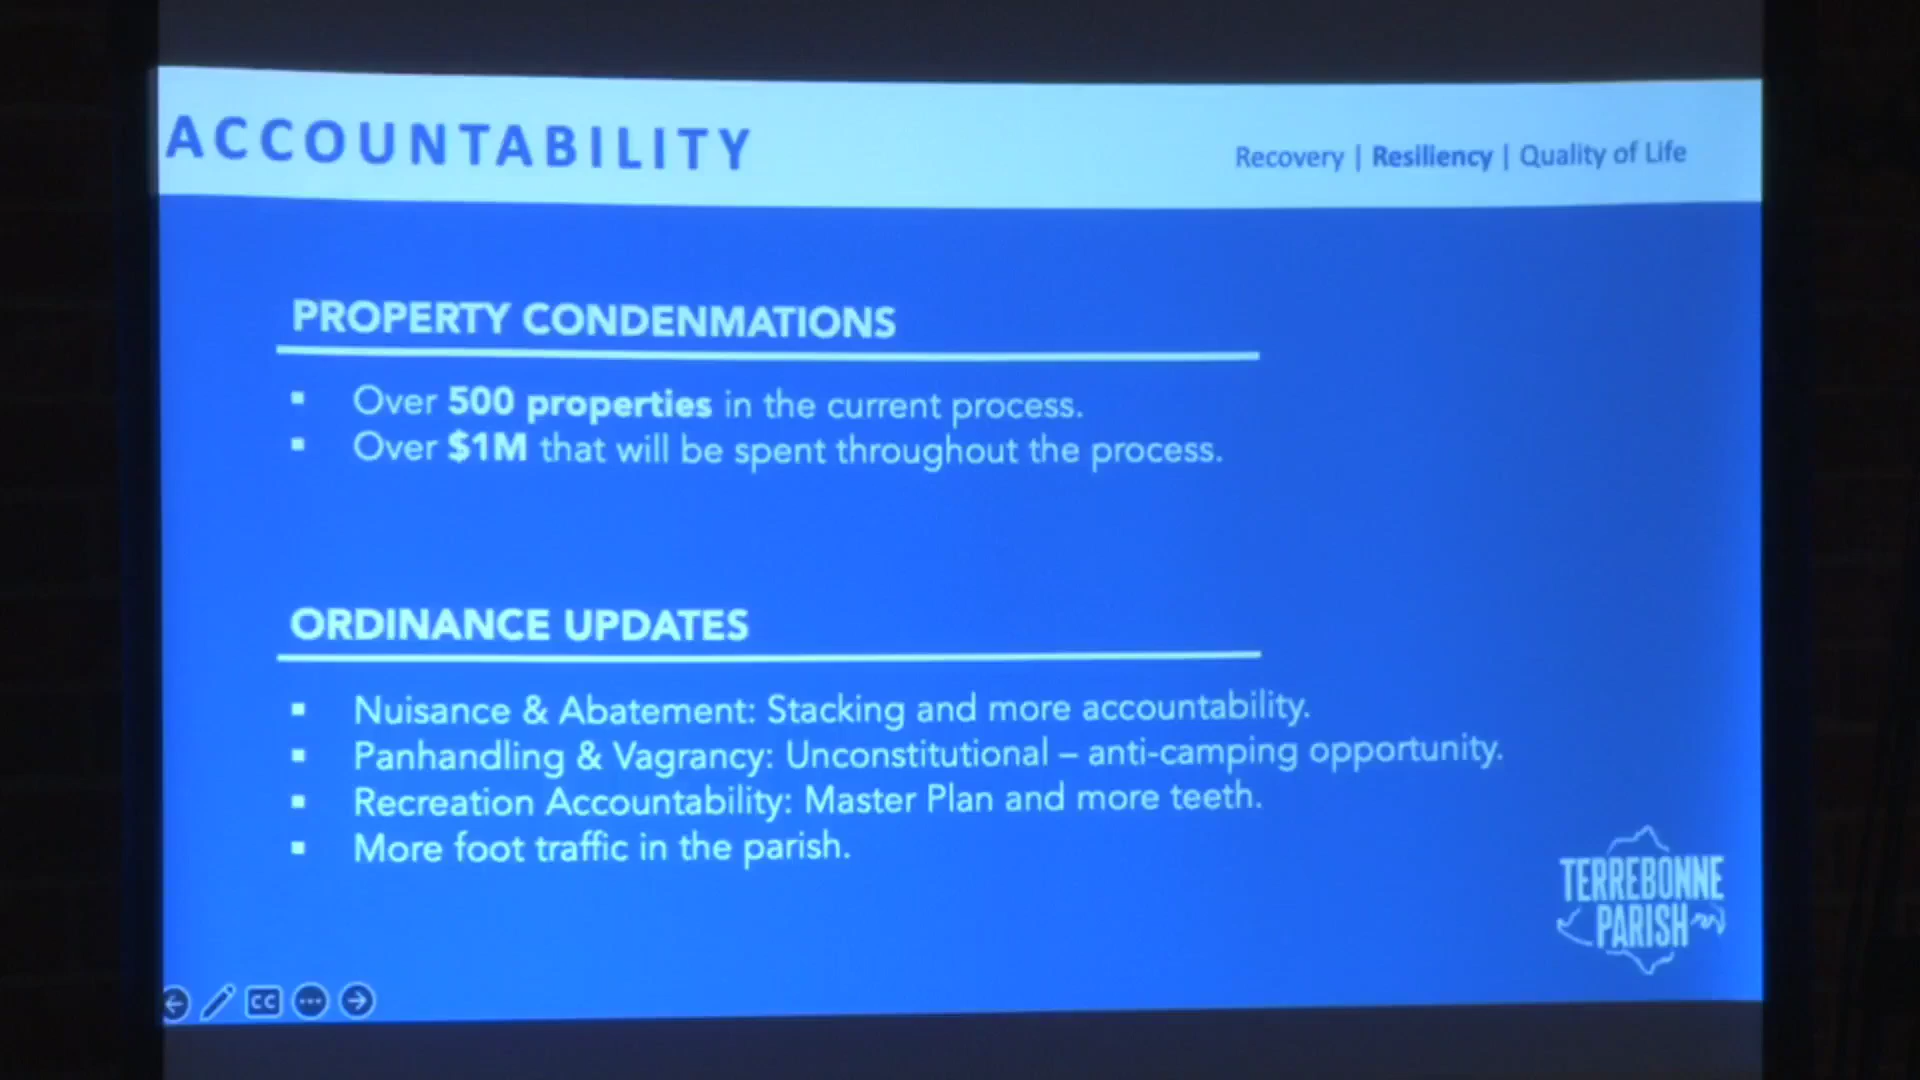 ACCOUNTABILITY
Recovery | Resiliency | Quality of Life
PROPERTY CONDENMATIONS
▪ Over 500 properties in the current process.
▪ Over $1M that will be spent throughout the process.
ORDINANCE UPDATES
▪ Nuisance & Abatement: Stacking and more accountability.
▪ Panhandling & Vagrancy: Unconstitutional – anti-camping opportunity.
▪ Recreation Accountability: Master Plan and more teeth.
▪ More foot traffic in the parish.
TERREBONNE
PARISH
CC